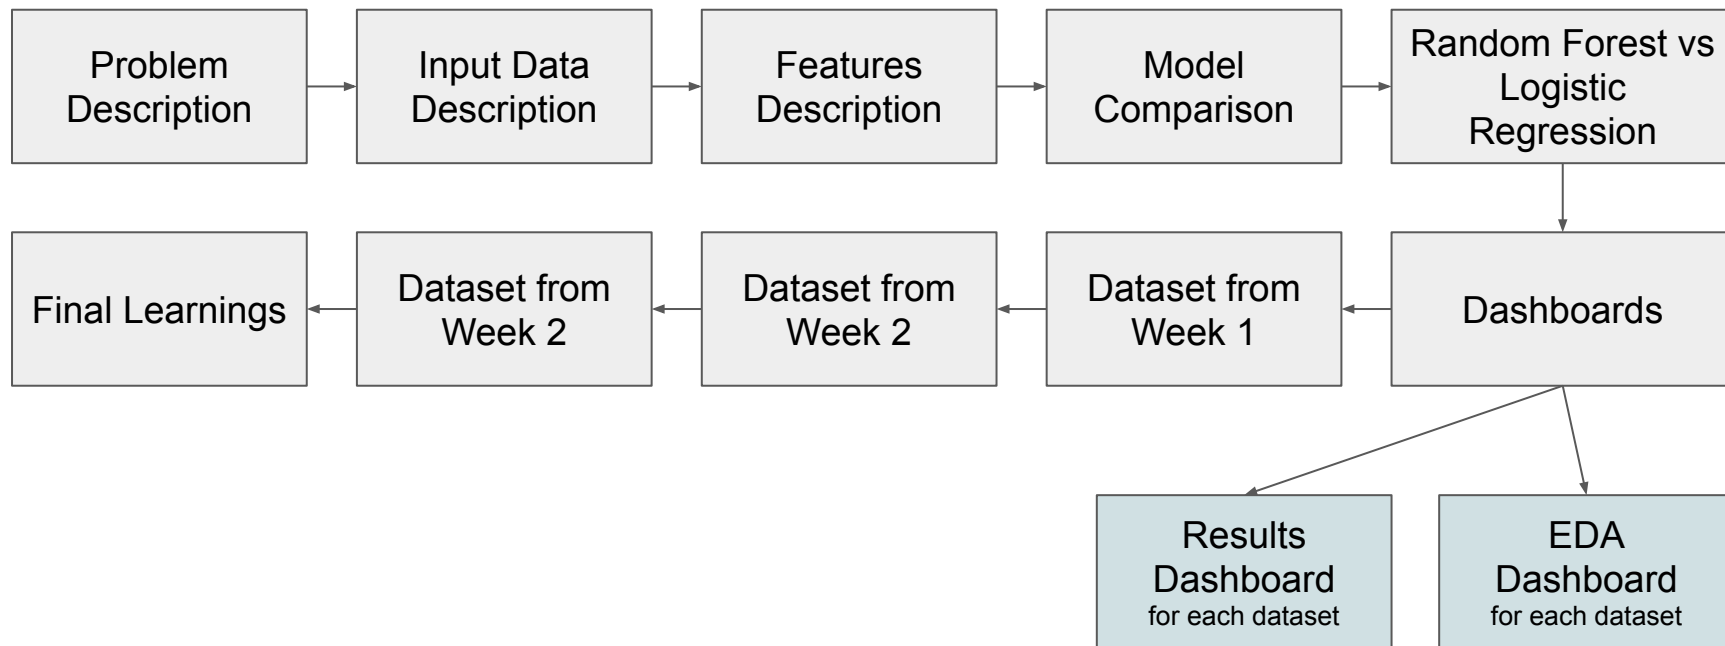 Problem
Description
Input Data
Description
Features
Description
Model
Comparison
Random Forest vs
Logistic
Regression
Final Learnings
Dataset from
Week 2
Dataset from
Week 2
Dataset from
Week 1
Dashboards
Results
Dashboard
for each dataset
EDA
Dashboard
for each dataset